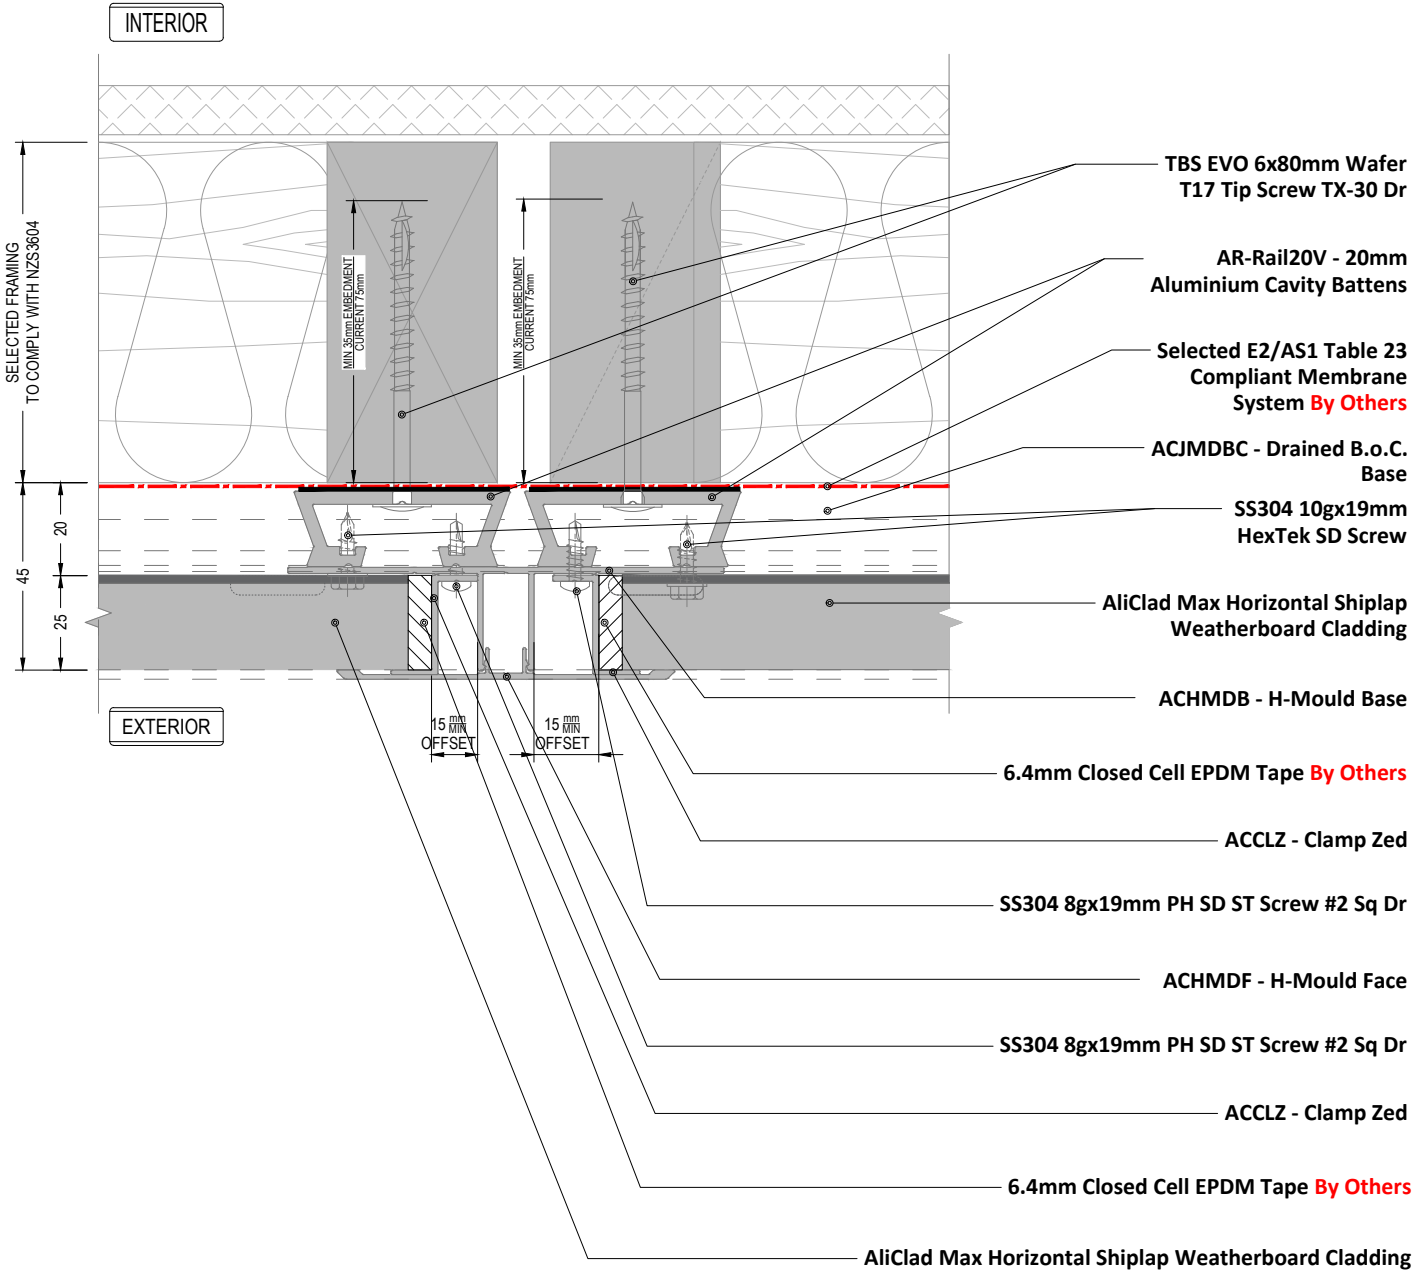 INTERIOR
SELECTED FRAMING
TO COMPLY WITH NZS3604
MIN 35mm EMBEDMENT
CURRENT 75mm
MIN 35mm EMBEDMENT
CURRENT 75mm
TBS EVO 6x80mm Wafer
T17 Tip Screw TX-30 Dr
AR-Rail20V - 20mm
Aluminium Cavity Battens
Selected E2/AS1 Table 23
Compliant Membrane
System By Others
ACJMDBC - Drained B.o.C.
Base
SS304 10gx19mm
HexTek SD Screw
20
45
25
AliClad Max Horizontal Shiplap
Weatherboard Cladding
ACHMDB - H-Mould Base
EXTERIOR
15 mm MIN
OFFSET
15 mm MIN
OFFSET
6.4mm Closed Cell EPDM Tape By Others
ACCLZ - Clamp Zed
SS304 8gx19mm PH SD ST Screw #2 Sq Dr
ACHMDF - H-Mould Face
SS304 8gx19mm PH SD ST Screw #2 Sq Dr
ACCLZ - Clamp Zed
6.4mm Closed Cell EPDM Tape By Others
AliClad Max Horizontal Shiplap Weatherboard Cladding